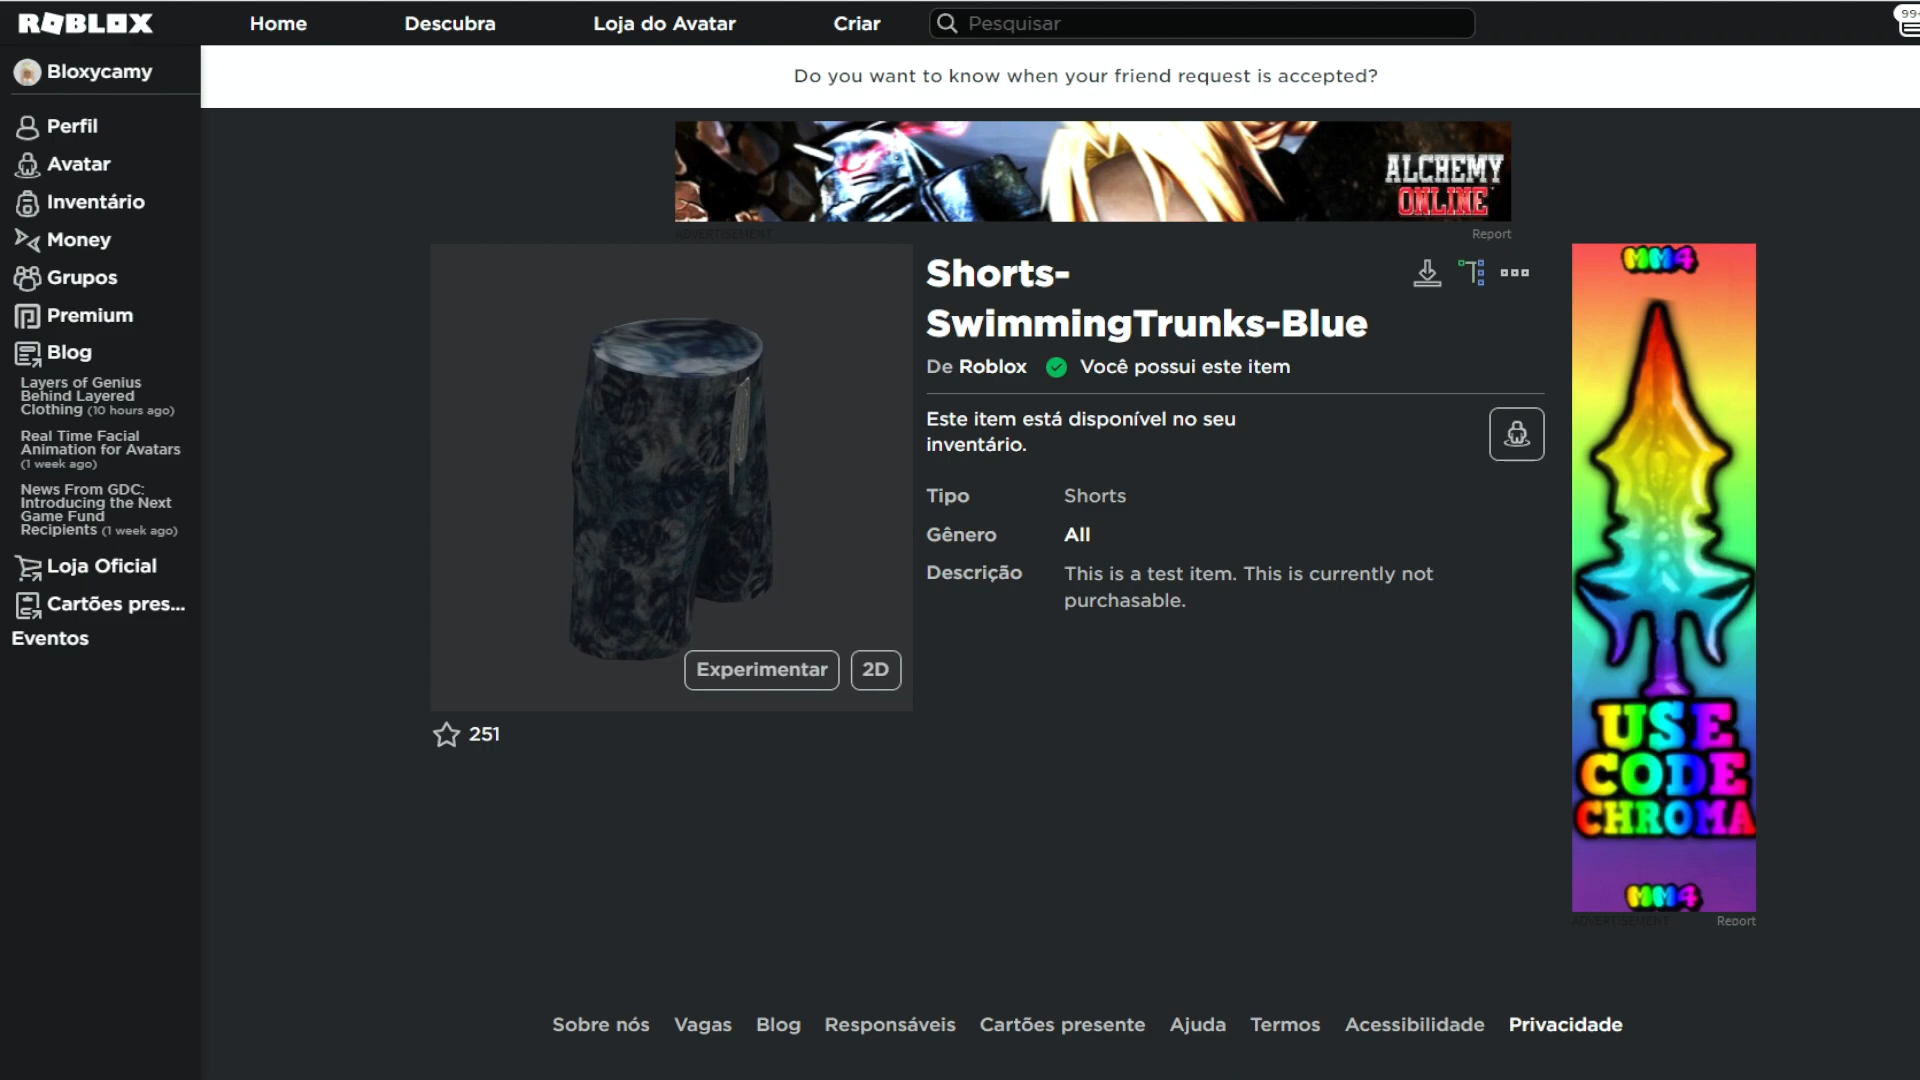 ROBLOX
Home
Descubra
Loja do Avatar
Criar
Pesquisar
99+
Bloxycamy
Do you want to know when your friend request is accepted?
Perfil
Avatar
Inventário
Money
Grupos
Premium
Blog
Layers of Genius
Behind Layered
Clothing (10 hours ago)
Real Time Facial
Animation for Avatars
(1 week ago)
News From GDC:
Introducing the Next
Game Fund
Recipients (1 week ago)
Loja Oficial
Cartões pres...
Eventos
ALCHEMY
ONLINE
ADVERTISEMENT
Report
Shorts-
SwimmingTrunks-Blue
De Roblox
Você possui este item
Este item está disponível no seu
inventário.
Tipo
Shorts
Gênero
All
Descrição
This is a test item. This is currently not
purchasable.
Experimentar
2D
251
MM4
USE
CODE
CHROMA
MM4
ADVERTISEMENT
Report
Sobre nós
Vagas
Blog
Responsáveis
Cartões presente
Ajuda
Termos
Acessibilidade
Privacidade